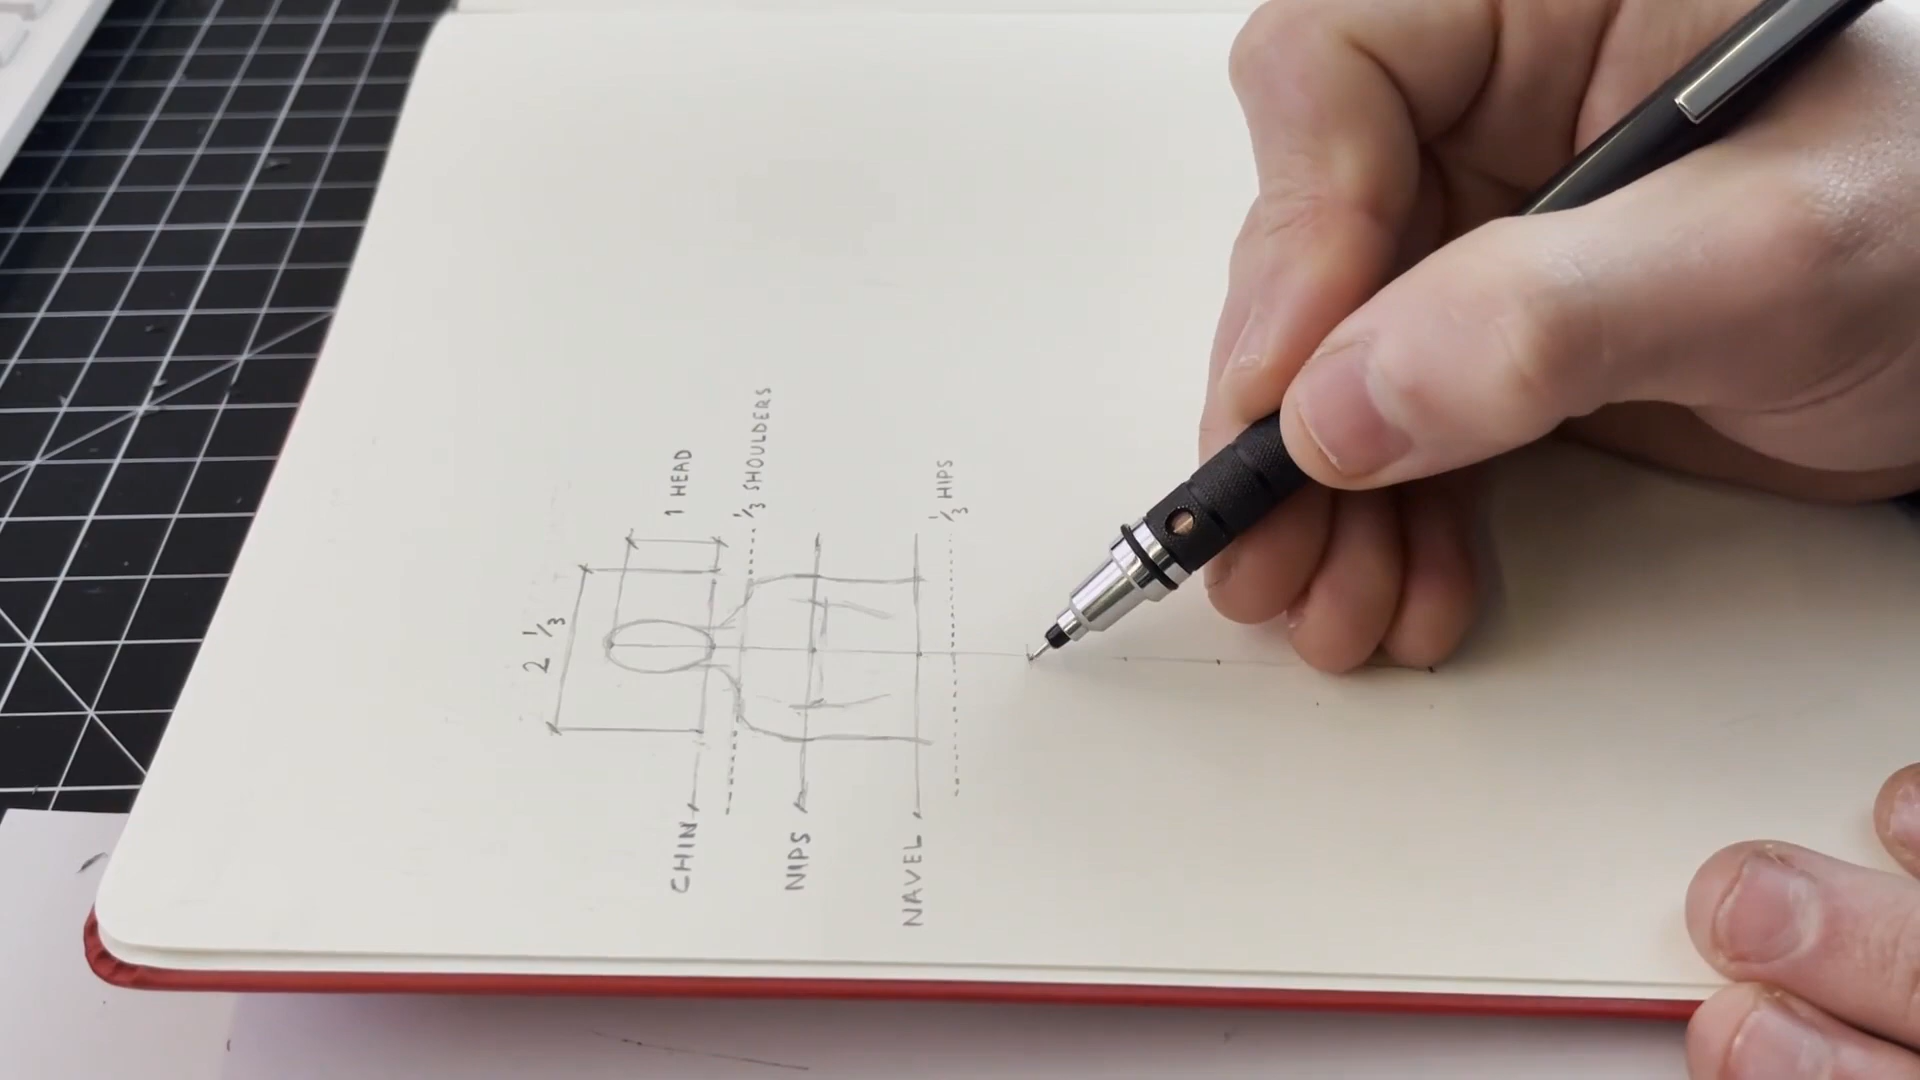 2 1/3
1 HEAD
1/3 SHOULDERS
1/3 HIPS
CHIN
NIPS
NAVEL